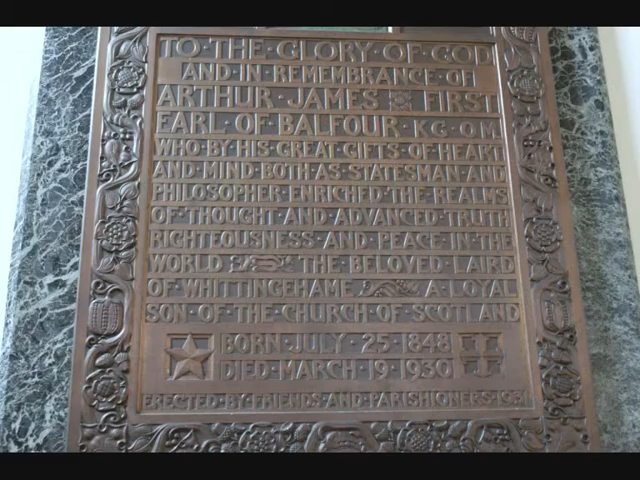 TO·THE·GLORY·OF·GOD
AND·IN·REMEMBRANCE·OF
ARTHUR·JAMES FIRST
EARL·OF·BALFOUR·K·G·O·M
WHO·BY·HIS·GREAT·GIFTS·OF·HEART
AND·MIND·BOTH·AS·STATESMAN·AND
PHILOSOPHER·ENRICHED·THE·REALMS
OF·THOUGHT·AND·ADVANCED·TRUTH
RIGHTEOUSNESS·AND·PEACE·IN·THE
WORLD THE·BELOVED·LAIRD
OF·WHITTINGEHAME A·LOYAL
SON·OF·THE·CHURCH·OF·SCOTLAND
BORN·JULY·25·1848
DIED·MARCH·19·1930
ERECTED·BY·FRIENDS·AND·PARISHIONERS·1931